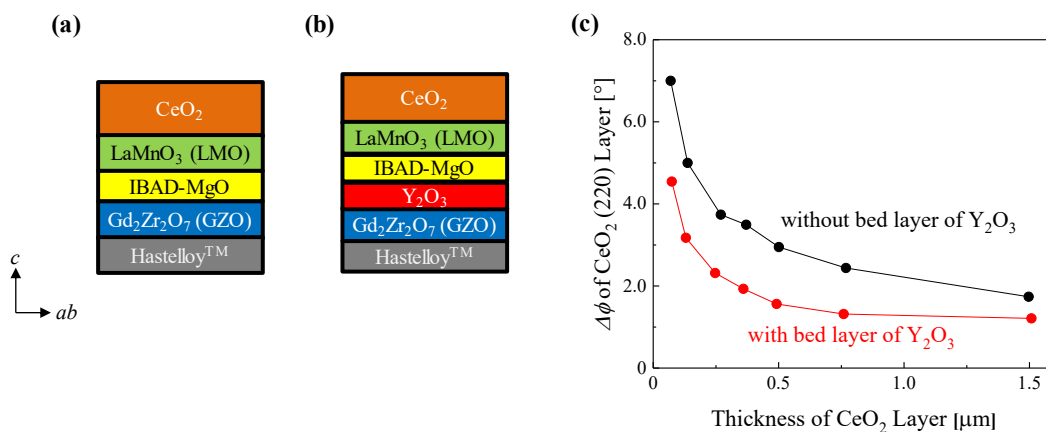 (a)
CeO₂
LaMnO₃ (LMO)
IBAD-MgO
Gd₂Zr₂O₇ (GZO)
Hastelloy™
c
ab
(b)
CeO₂
LaMnO₃ (LMO)
IBAD-MgO
Y₂O₃
Gd₂Zr₂O₇ (GZO)
Hastelloy™
(c)
Δϕ of CeO₂ (220) Layer [°]
8.0
6.0
4.0
2.0
0
without bed layer of Y₂O₃
with bed layer of Y₂O₃
0
0.5
1.0
1.5
Thickness of CeO₂ Layer [μm]